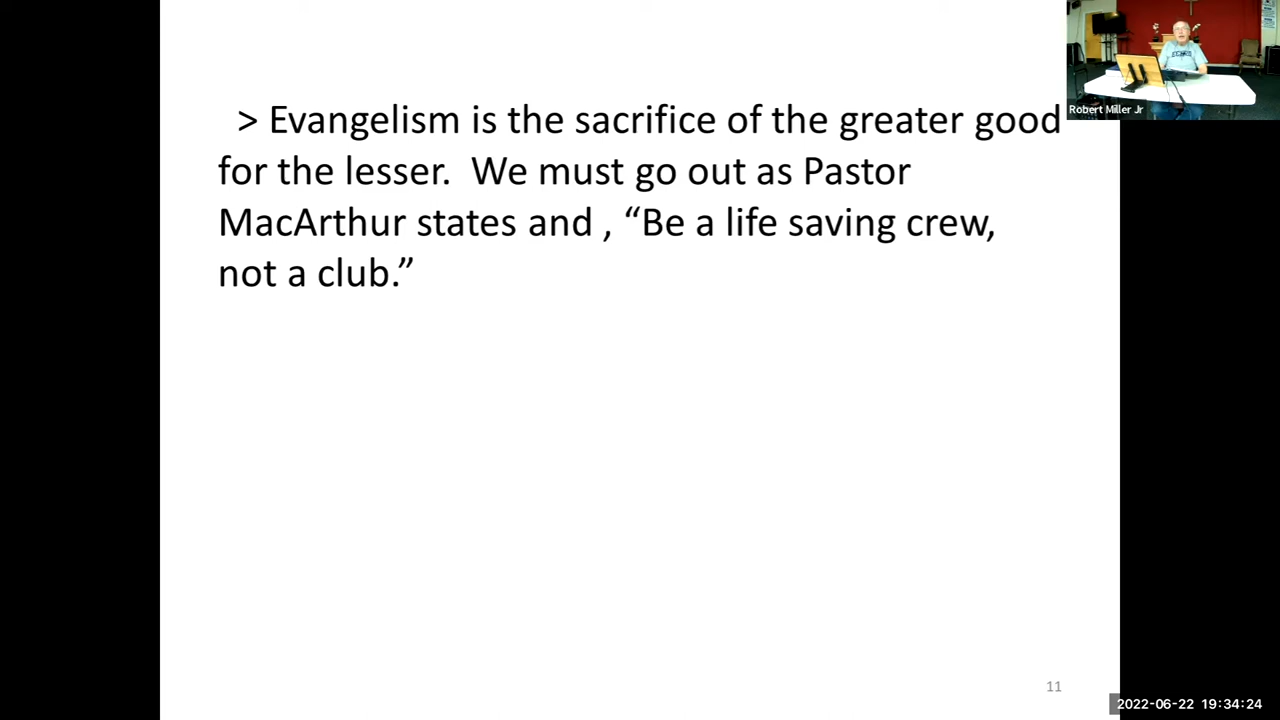 > Evangelism is the sacrifice of the greater good
for the lesser.  We must go out as Pastor
MacArthur states and , “Be a life saving crew,
not a club.”
Robert Miller Jr
11
2022-06-22 19:34:24